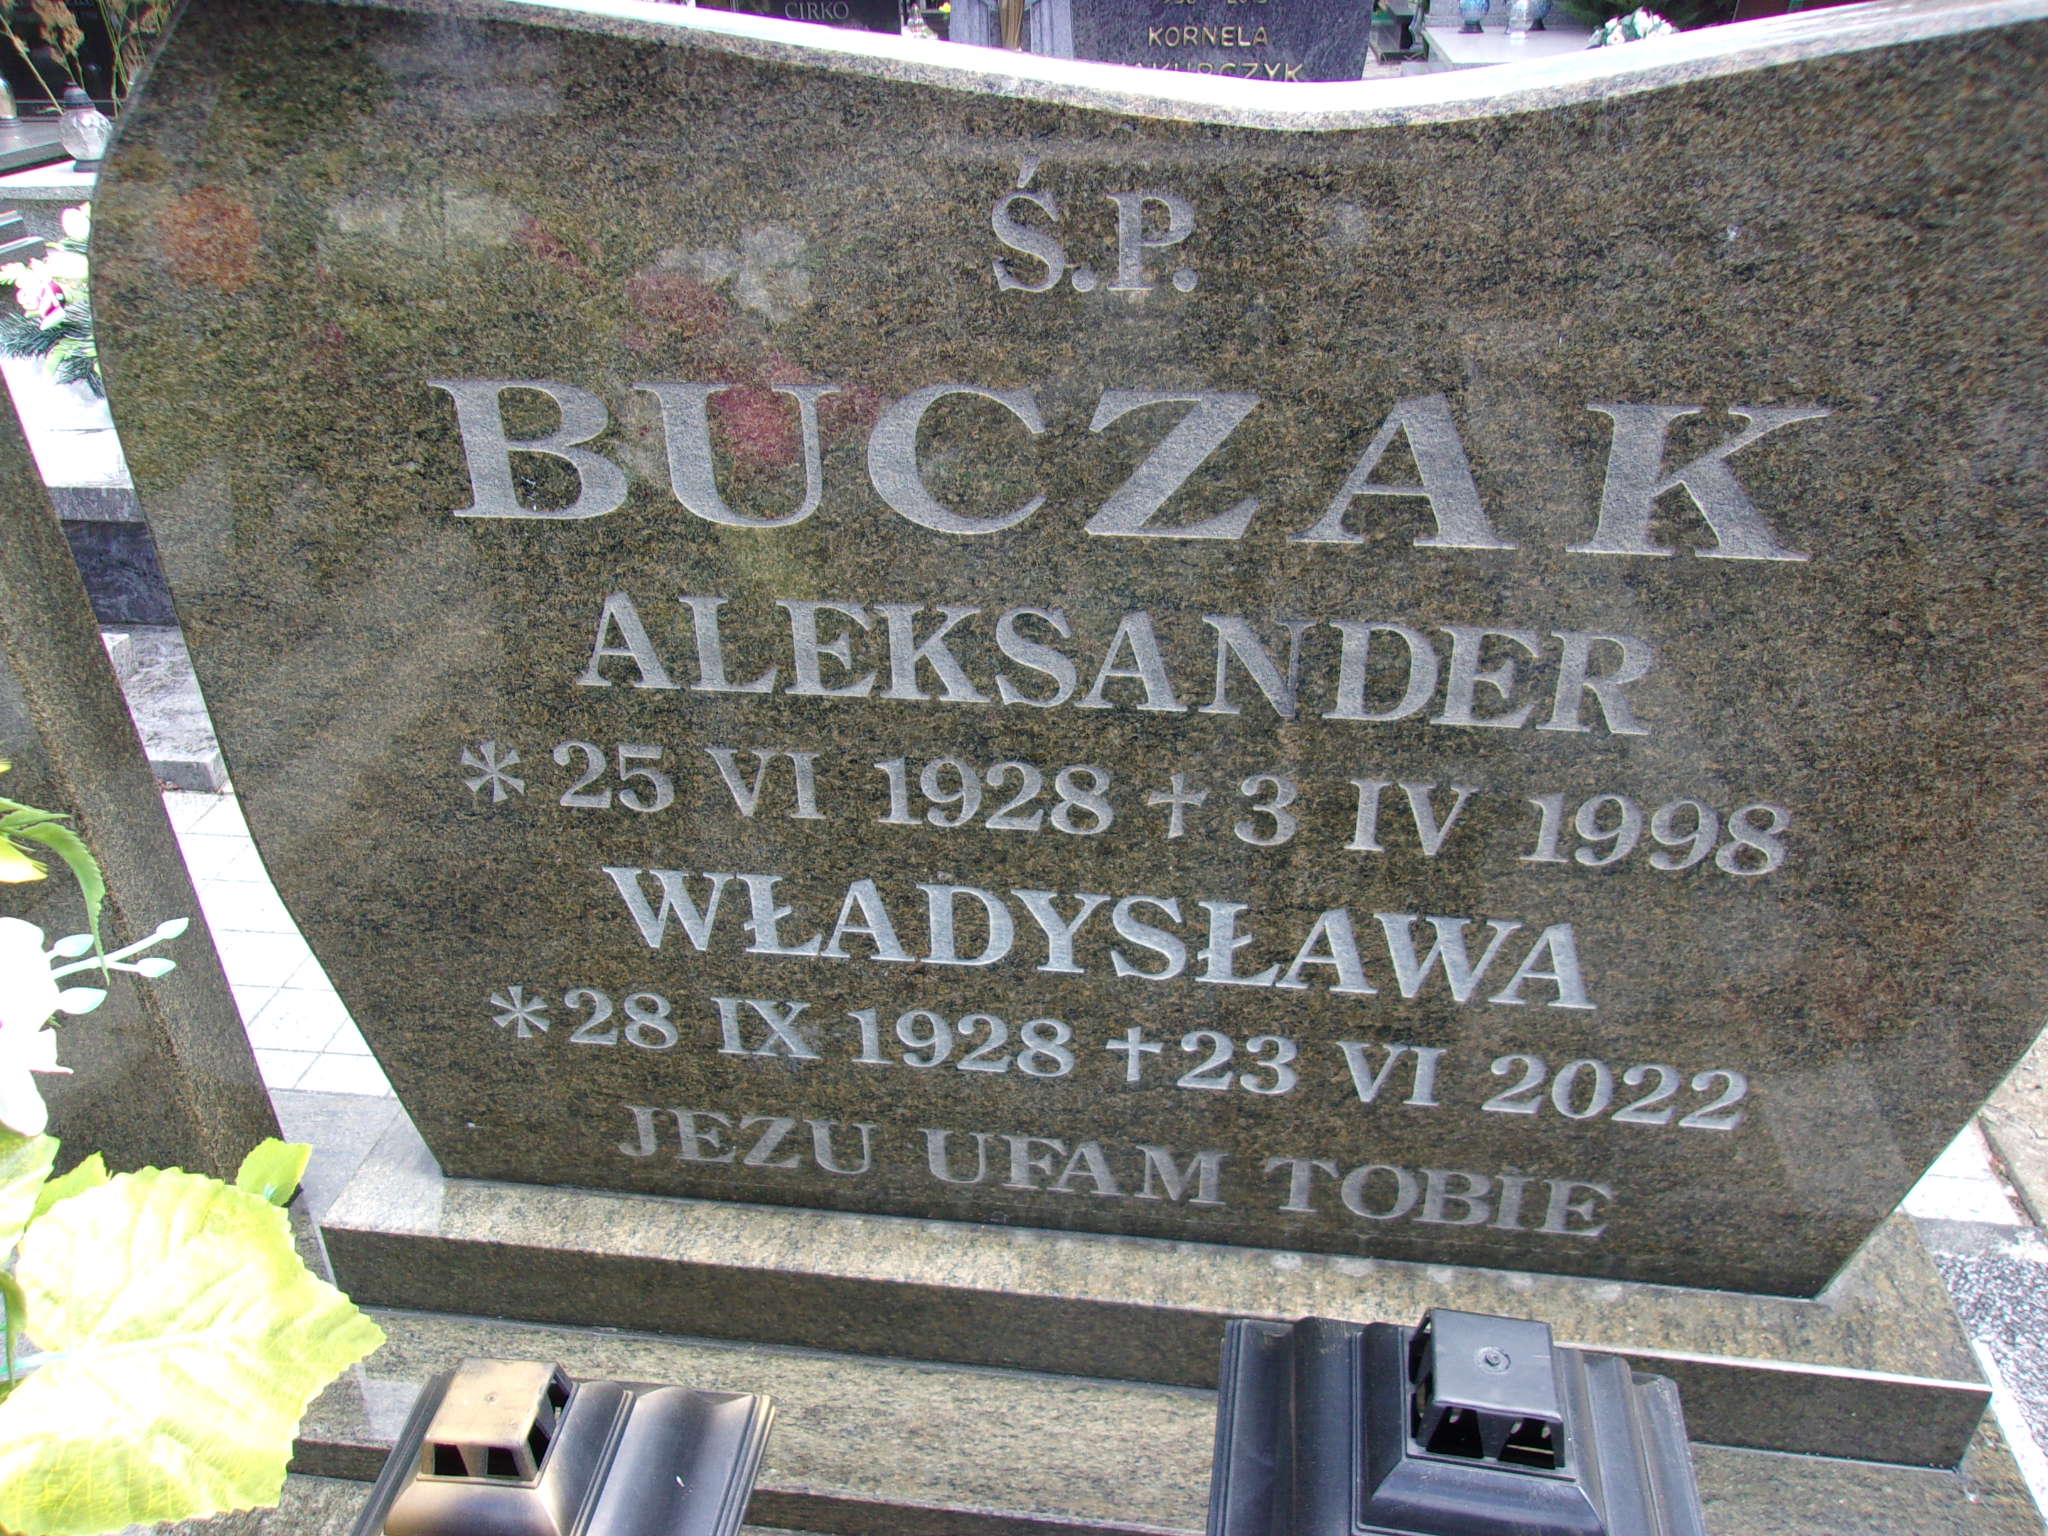 CIRKO
KORNELA
Ś.P.
BUCZAK
ALEKSANDER
* 25 VI 1928 + 3 IV 1998
WŁADYSŁAWA
* 28 IX 1928 + 23 VI 2022
JEZU UFAM TOBIE